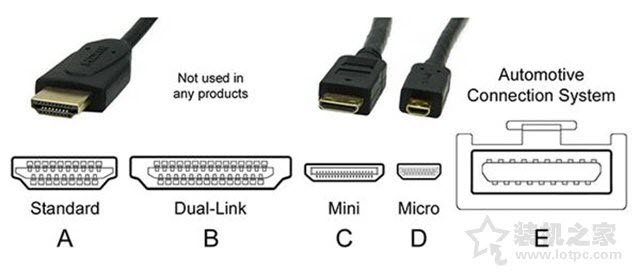 Not used in
any products
Automotive
Connection System
Standard
Dual-Link
Mini
Micro
A
B
C
D
E
装机之家
www.lotpc.com